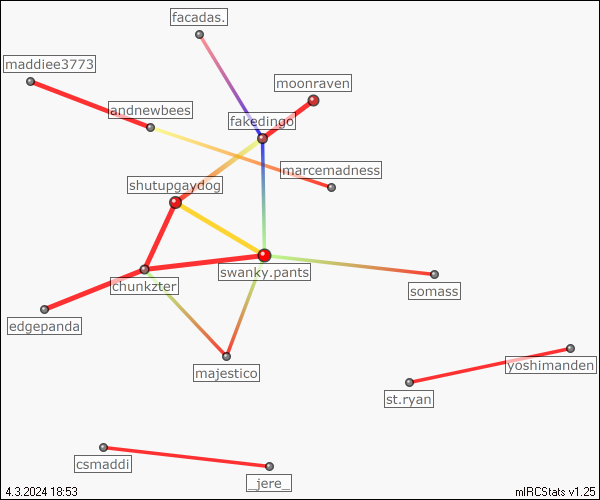 facadas.
maddiee3773
moonraven
andnewbees
fakedingo
marcemadness
shutupgaydog
swanky.pants
chunkzter
somass
edgepanda
yoshimanden
majestico
st.ryan
csmaddi
_jere_
4.3.2024 18:53
mIRCStats v1.25